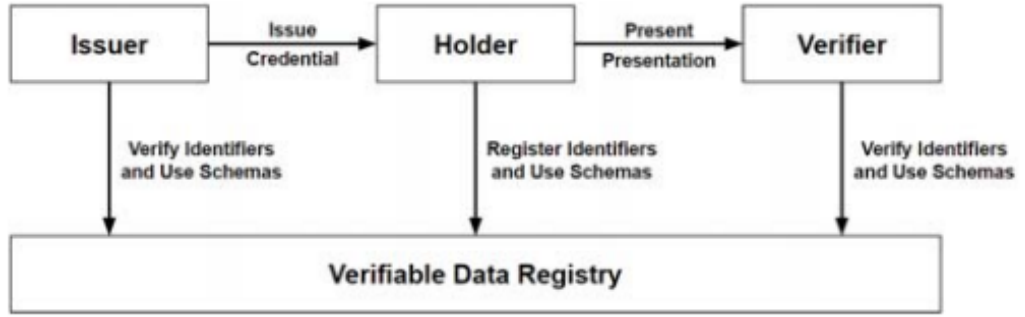 Issuer
Issue
Credential
Holder
Present
Presentation
Verifier
Verify Identifiers
and Use Schemas
Register Identifiers
and Use Schemas
Verify Identifiers
and Use Schemas
Verifiable Data Registry